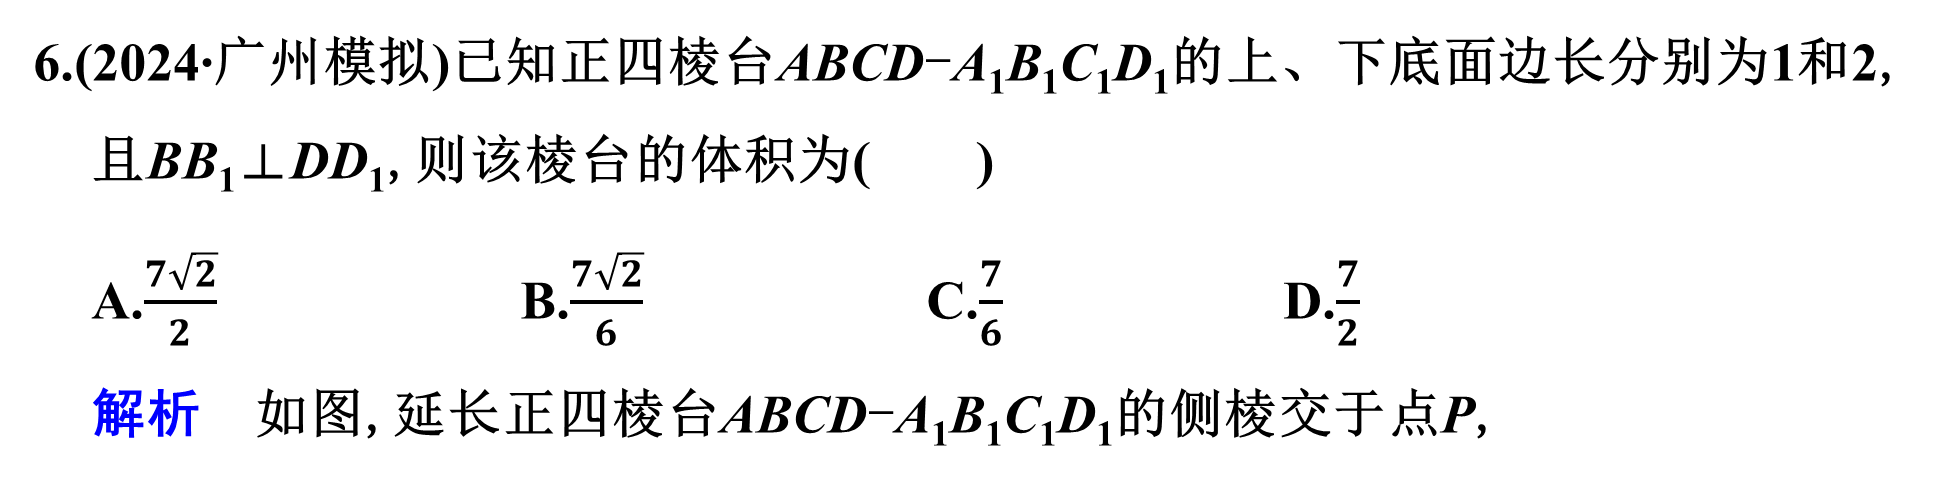 6.(2024·广州模拟)已知正四棱台ABCD-A₁B₁C₁D₁的上、下底面边长分别为1和2,
且BB₁⊥DD₁,则该棱台的体积为(　　)
A.7√2/2　　B.7√2/6　　C.7/6　　D.7/2
解析　如图,延长正四棱台ABCD-A₁B₁C₁D₁的侧棱交于点P,